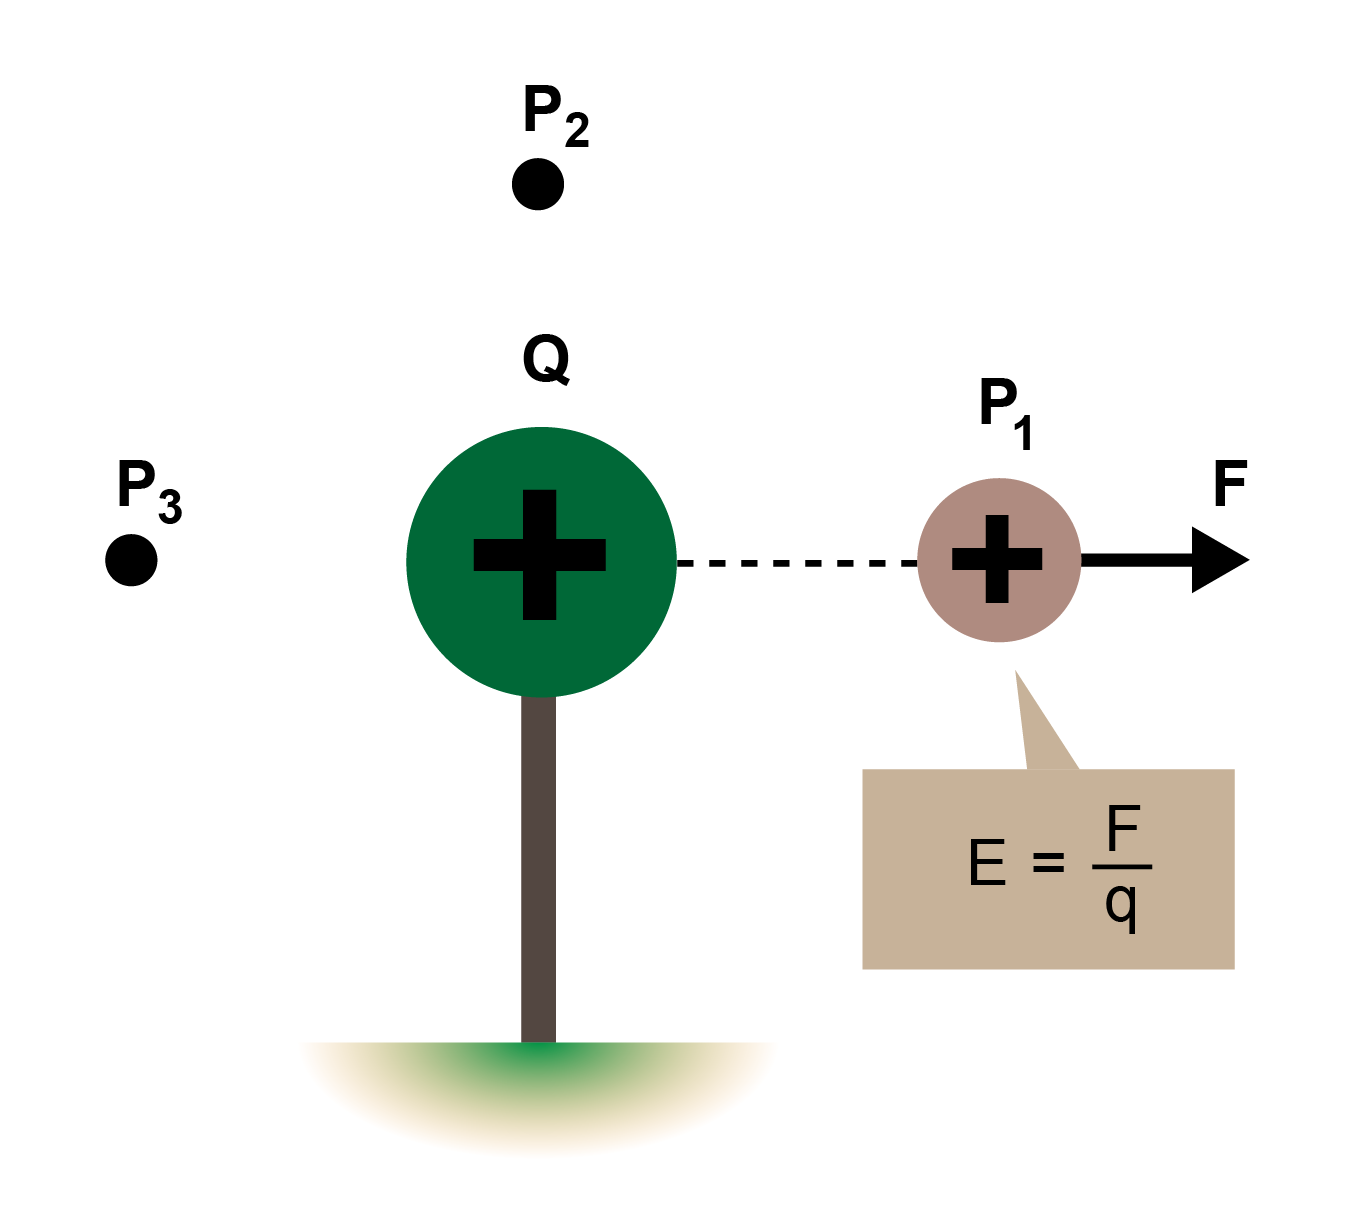 P₂
Q
P₁
P₃
F
E = F/q